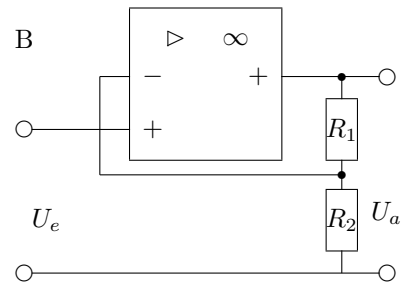 B
▷ ∞
− +
+
R₁
R₂
Uₑ
Uₐ